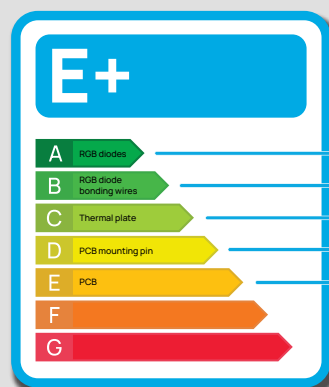 E+
A RGB diodes
B RGB diode
bonding wires
C Thermal plate
D PCB mounting pin
E PCB
F
G